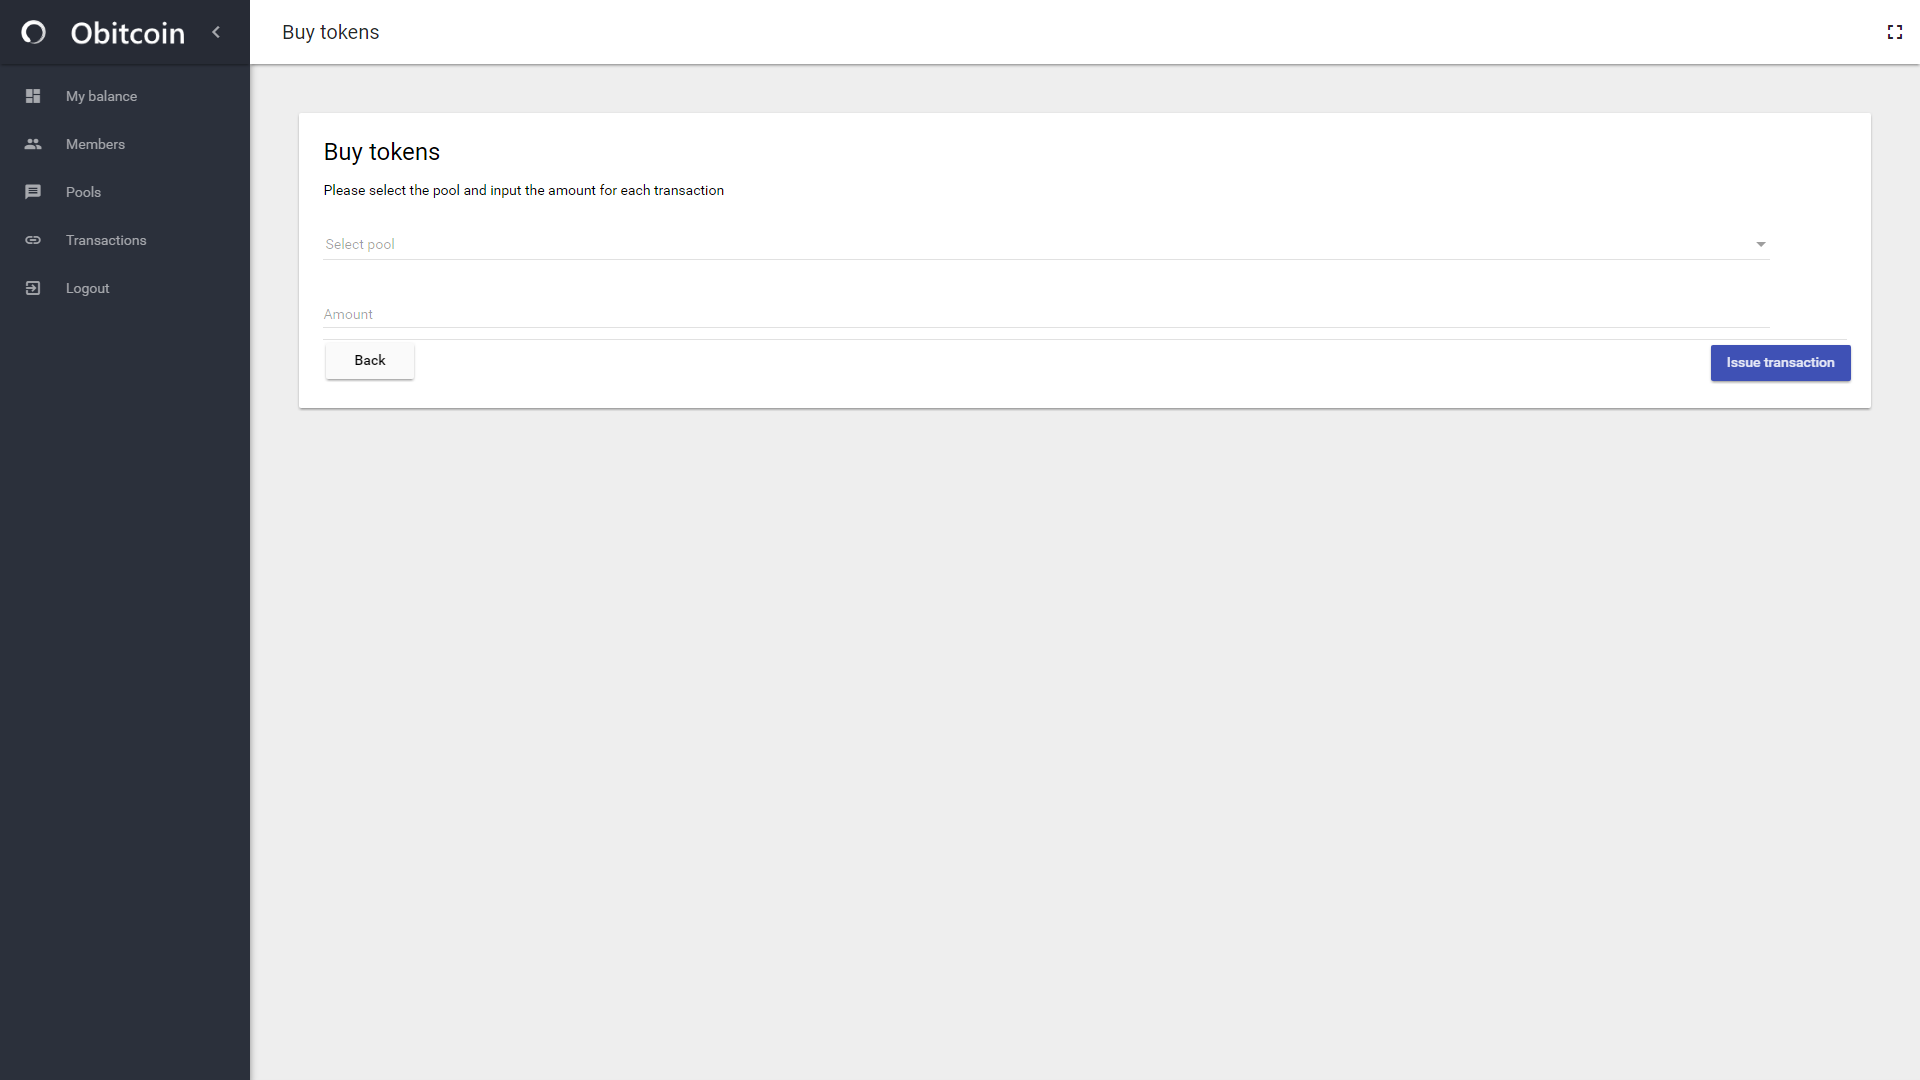 Obitcoin
Buy tokens
My balance
Members
Pools
Transactions
Logout
Buy tokens
Please select the pool and input the amount for each transaction
Select pool
Amount
Back
Issue transaction